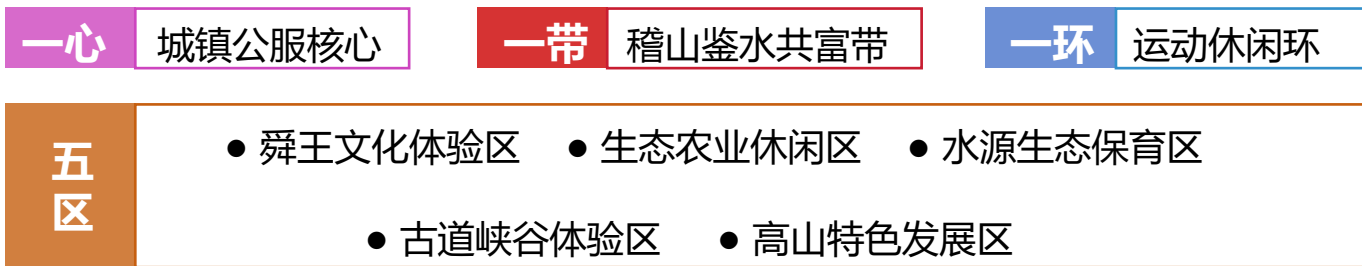 一心 城镇公服核心 一带 稽山鉴水共富带 一环 运动休闲环
五区
● 舜王文化体验区 ● 生态农业休闲区 ● 水源生态保育区
● 古道峡谷体验区 ● 高山特色发展区